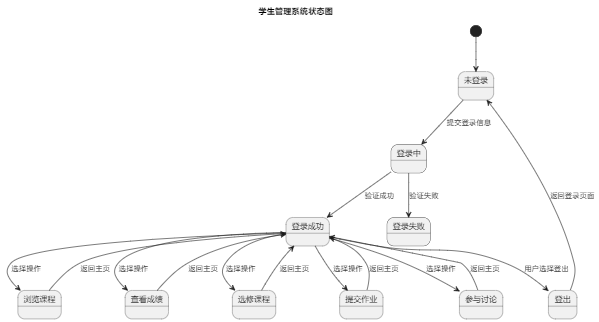 学生管理系统状态图
未登录
提交登录信息
返回登录页面
登录中
验证成功
验证失败
登录成功
登录失败
选择操作
返回主页
选择操作
返回主页
选择操作
返回主页
选择操作
返回主页
选择操作
返回主页
用户选择登出
浏览课程
查看成绩
选修课程
提交作业
参与讨论
登出